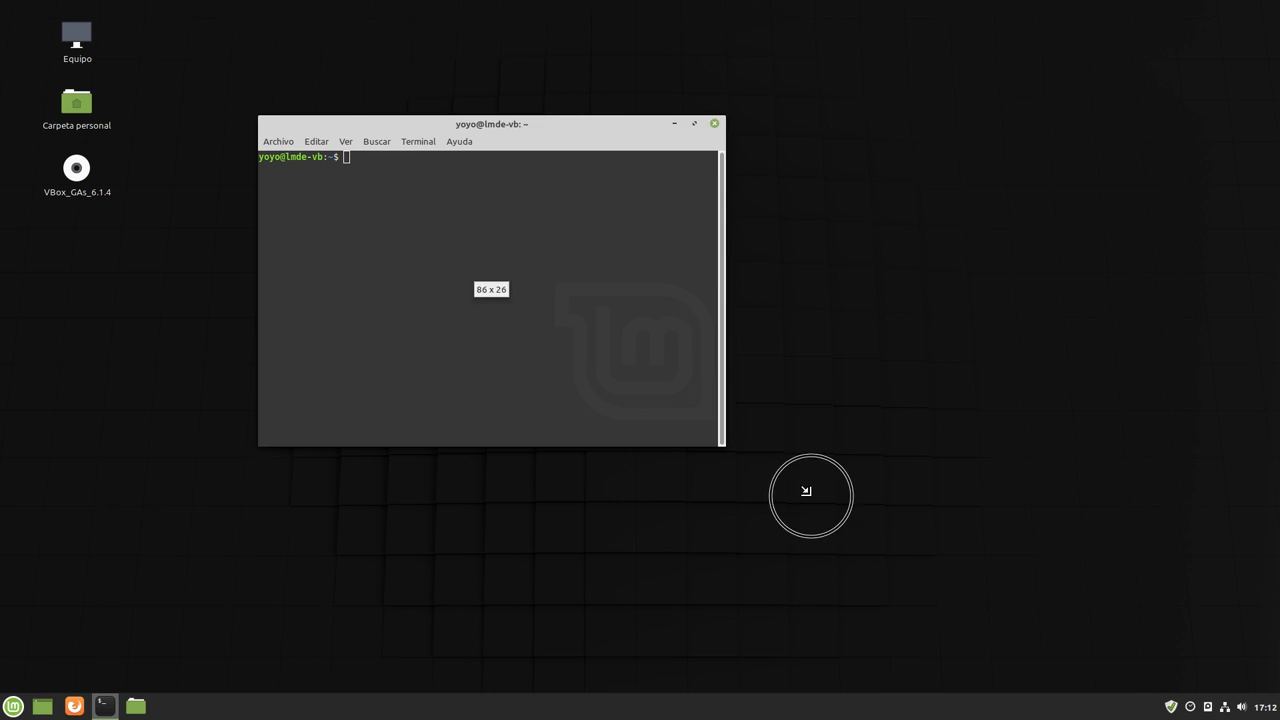 Equipo
Carpeta personal
VBox_GAs_6.1.4
yoyo@lmde-vb: ~
Archivo Editar Ver Buscar Terminal Ayuda
yoyo@lmde-vb:~$
86 x 26
lm
17:12